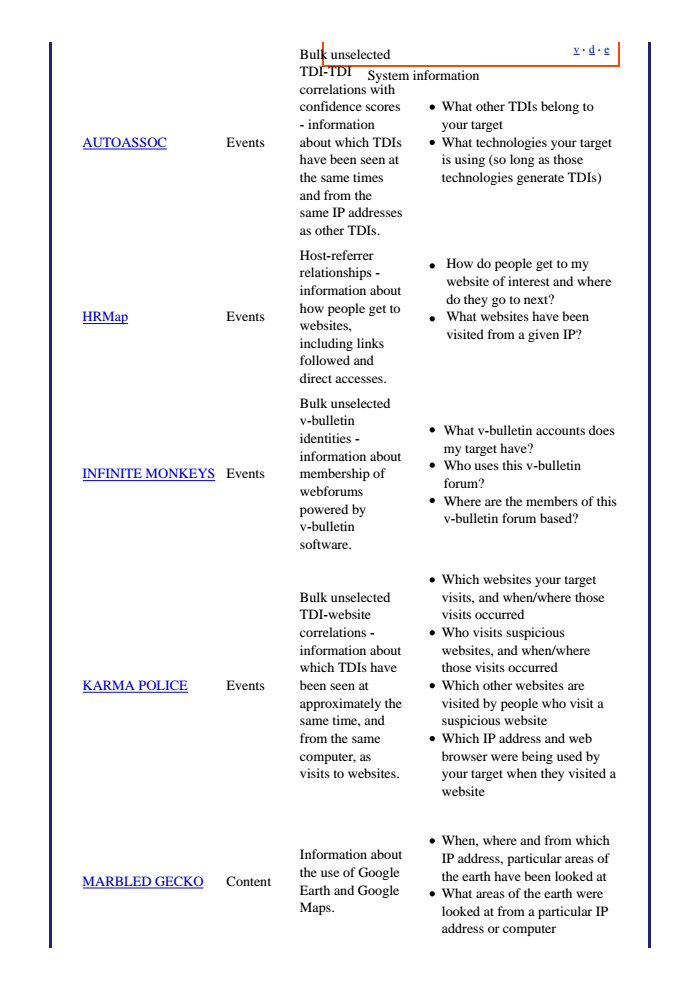 v · d · e
System information
AUTOASSOC
Events
Bulk unselected
TDI-TDI
correlations with
confidence scores
- information
about which TDIs
have been seen at
the same times
and from the
same IP addresses
as other TDIs.
• What other TDIs belong to
your target
• What technologies your target
is using (so long as those
technologies generate TDIs)
HRMap
Events
Host-referrer
relationships -
information about
how people get to
websites,
including links
followed and
direct accesses.
• How do people get to my
website of interest and where
do they go to next?
• What websites have been
visited from a given IP?
INFINITE MONKEYS
Events
Bulk unselected
v-bulletin
identities -
information about
membership of
webforums
powered by
v-bulletin
software.
• What v-bulletin accounts does
my target have?
• Who uses this v-bulletin
forum?
• Where are the members of this
v-bulletin forum based?
KARMA POLICE
Events
Bulk unselected
TDI-website
correlations -
information about
which TDIs have
been seen at
approximately the
same time, and
from the same
computer, as
visits to websites.
• Which websites your target
visits, and when/where those
visits occurred
• Who visits suspicious
websites, and when/where
those visits occurred
• Which other websites are
visited by people who visit a
suspicious website
• Which IP address and web
browser were being used by
your target when they visited a
website
MARBLED GECKO
Content
Information about
the use of Google
Earth and Google
Maps.
• When, where and from which
IP address, particular areas of
the earth have been looked at
• What areas of the earth were
looked at from a particular IP
address or computer